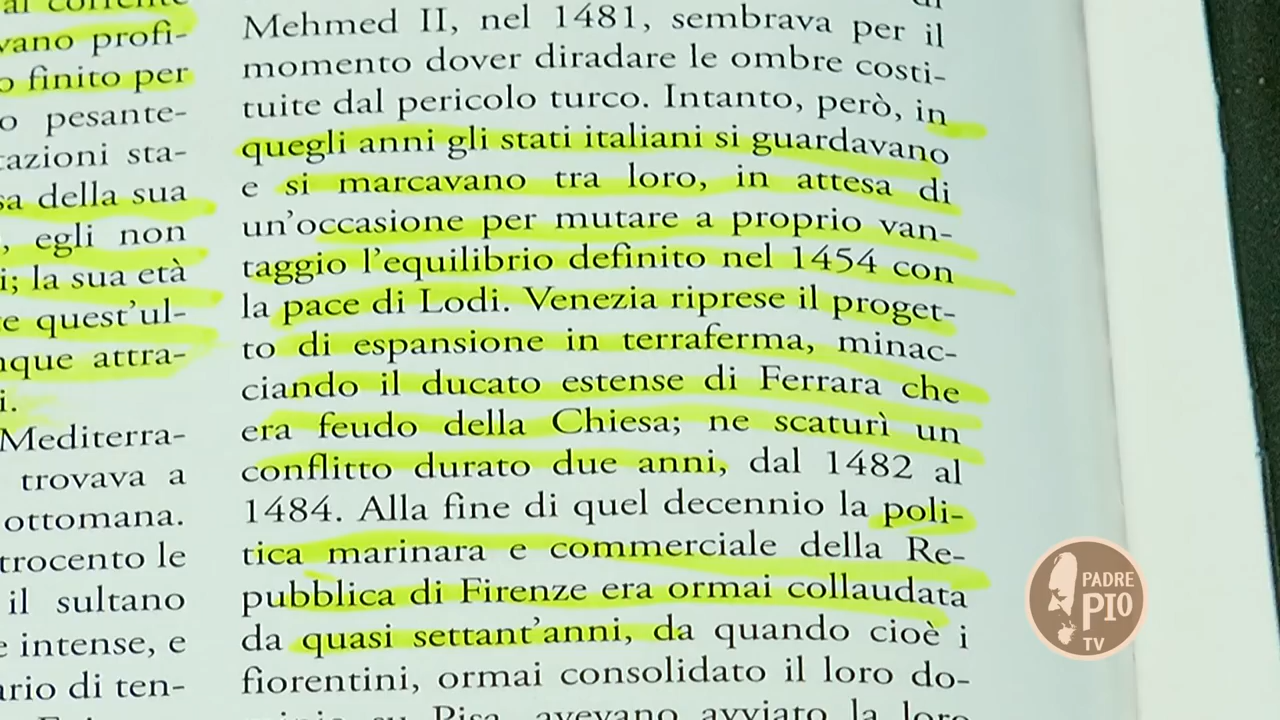 vano profi-
o finito per
o pesante-
tazioni sta-
sa della sua
, egli non
i; la sua età
e quest'ul-
nque attra-
i.
Mediterra-
trovava a
ottomana.
trocento le
il sultano
e intense, e
ario di ten-
Mehmed II, nel 1481, sembrava per il
momento dover diradare le ombre costi-
tuite dal pericolo turco. Intanto, però, in
quegli anni gli stati italiani si guardavano
e si marcavano tra loro, in attesa di
un'occasione per mutare a proprio van-
taggio l'equilibrio definito nel 1454 con
la pace di Lodi. Venezia riprese il proget-
to di espansione in terraferma, minac-
ciando il ducato estense di Ferrara che
era feudo della Chiesa; ne scaturì un
conflitto durato due anni, dal 1482 al
1484. Alla fine di quel decennio la poli-
tica marinara e commerciale della Re-
pubblica di Firenze era ormai collaudata
da quasi settant'anni, da quando cioè i
fiorentini, ormai consolidato il loro do-
minio su Pisa, avevano avviato la loro
PADRE
PIO
TV